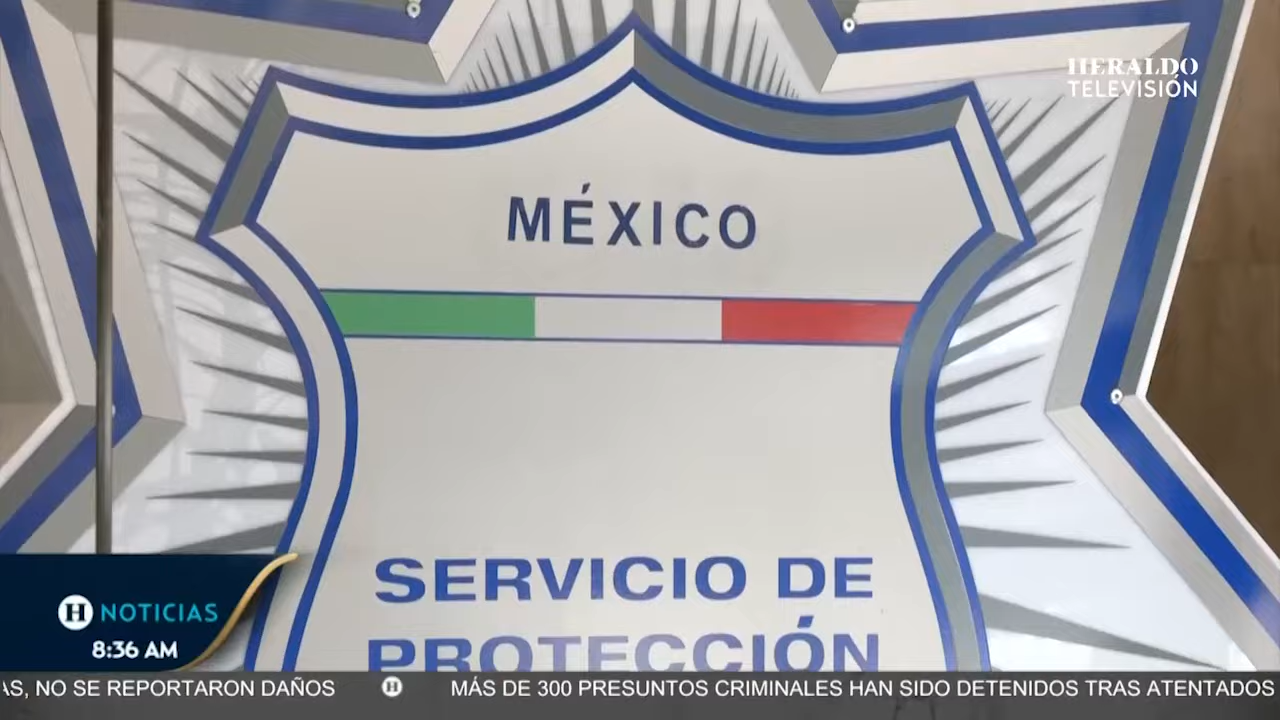 HERALDO
TELEVISIÓN
MÉXICO
SERVICIO DE
PROTECCIÓN
H NOTICIAS
8:36 AM
AS, NO SE REPORTARON DAÑOS H MÁS DE 300 PRESUNTOS CRIMINALES HAN SIDO DETENIDOS TRAS ATENTADOS